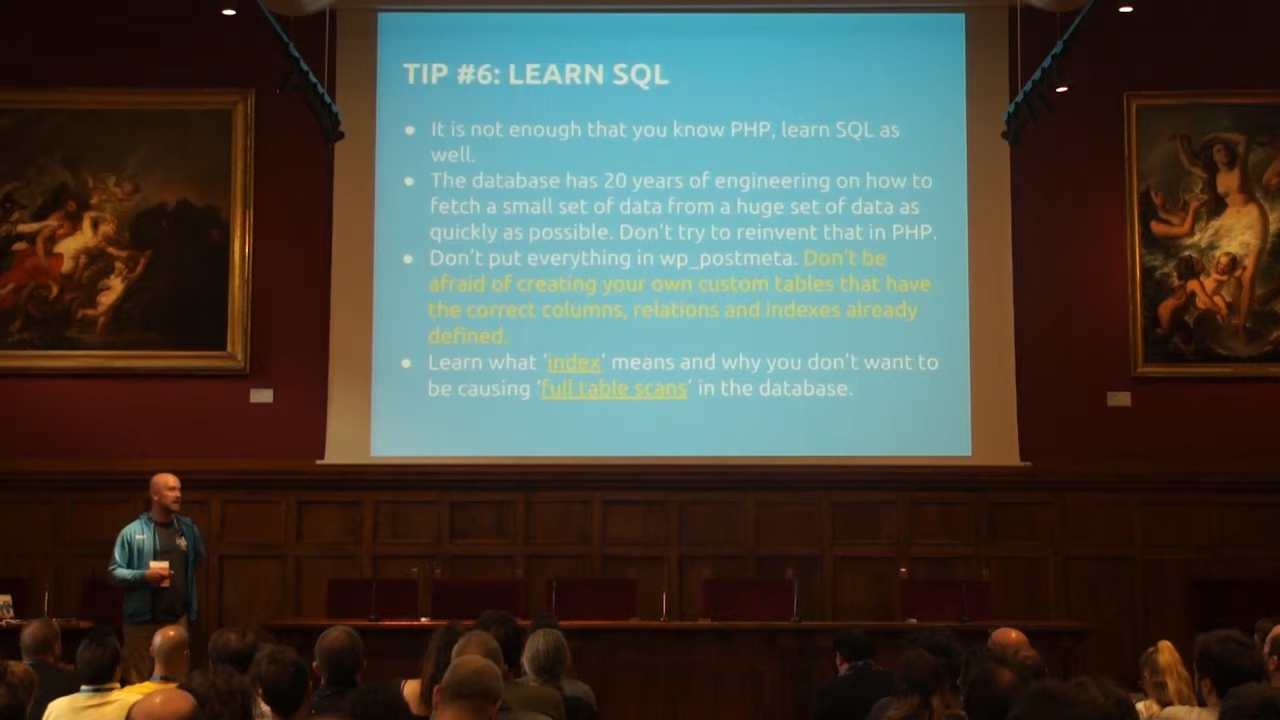 TIP #6: LEARN SQL
● It is not enough that you know PHP, learn SQL as
well.
● The database has 20 years of engineering on how to
fetch a small set of data from a huge set of data as
quickly as possible. Don't try to reinvent that in PHP.
● Don't put everything in wp_postmeta. Don't be
afraid of creating your own custom tables that have
the correct columns, relations and indexes already
defined.
● Learn what 'index' means and why you don't want to
be causing 'full table scans' in the database.